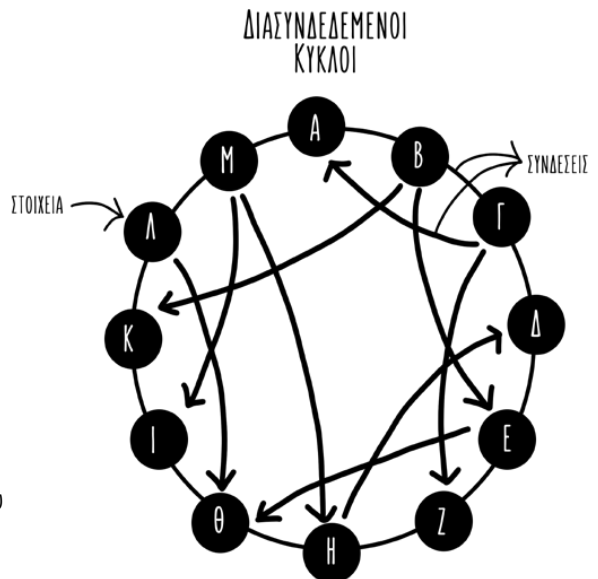 ΔΙΑΣΥΝΔΕΔΕΜΕΝΟΙ
ΚΥΚΛΟΙ
Α
Μ
Β
ΣΥΝΔΕΣΕΙΣ
ΣΤΟΙΧΕΙΑ
Λ
Γ
Κ
Δ
Ι
Ε
Θ
Ζ
Η